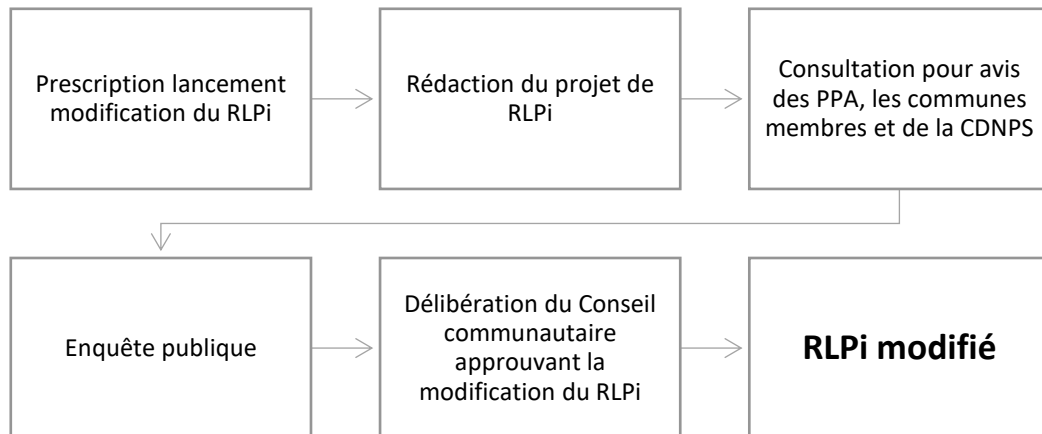 Prescription lancement
modification du RLPi
Rédaction du projet de
RLPi
Consultation pour avis
des PPA, les communes
membres et de la CDNPS
Enquête publique
Délibération du Conseil
communautaire
approuvant la
modification du RLPi
RLPi modifié